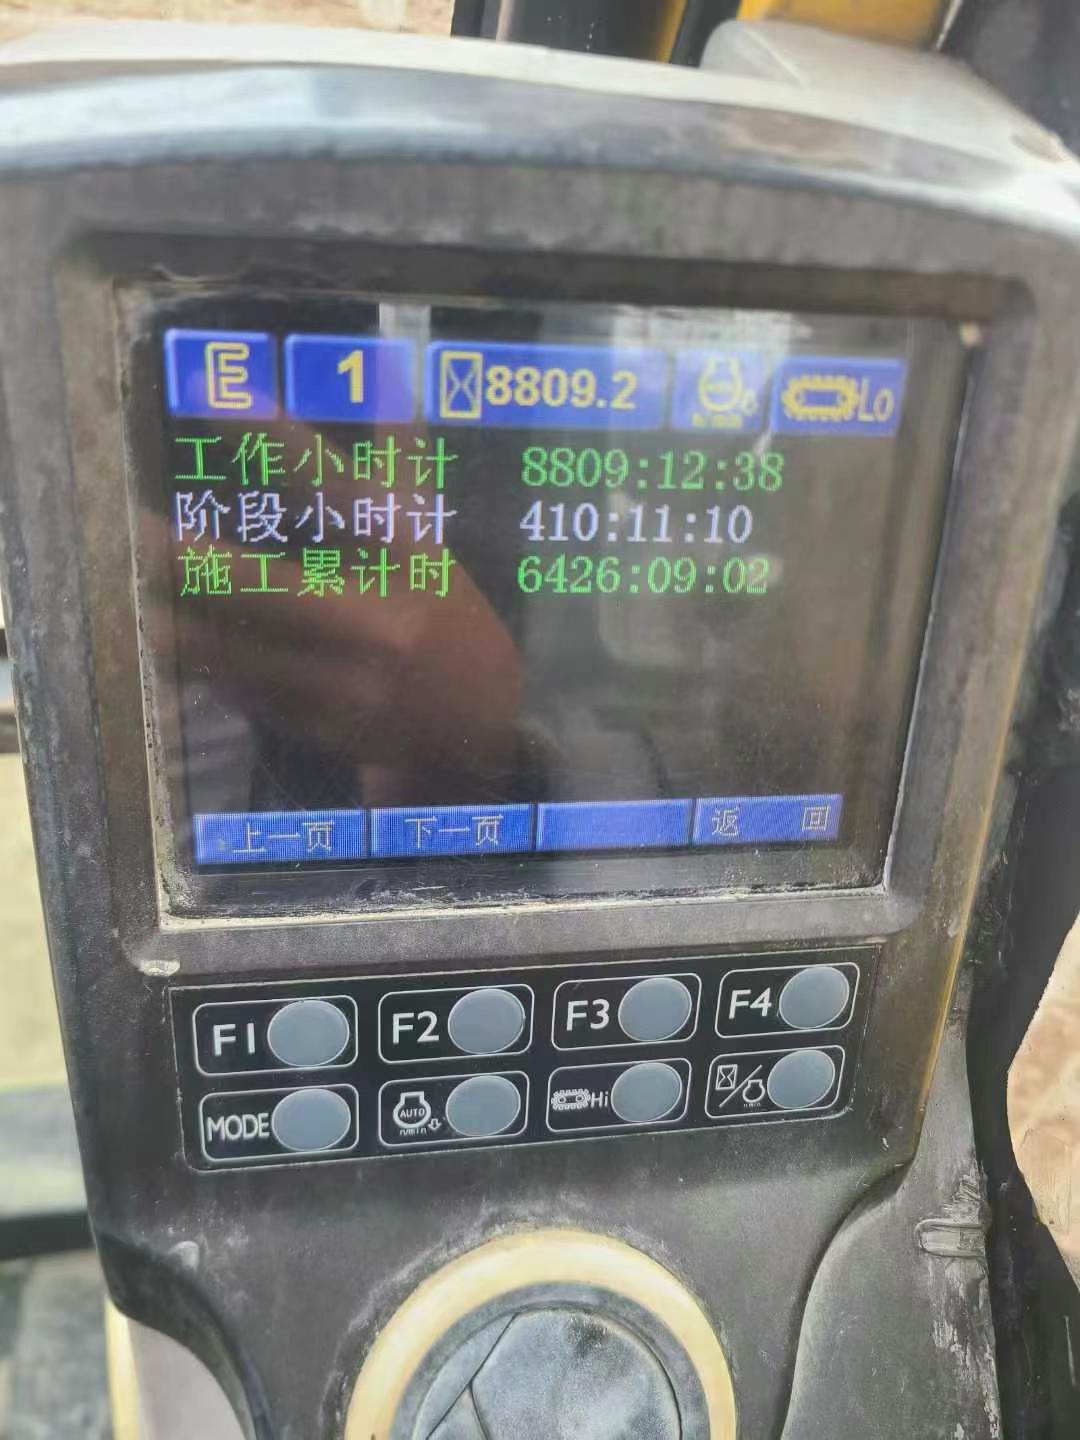 E 1 8809.2 Lo
工作小时计 8809:12:38
阶段小时计 410:11:10
施工累计时 6426:09:02
上一页 下一页 返 回
F1 F2 F3 F4
MODE AUTO n/min Hi n/min